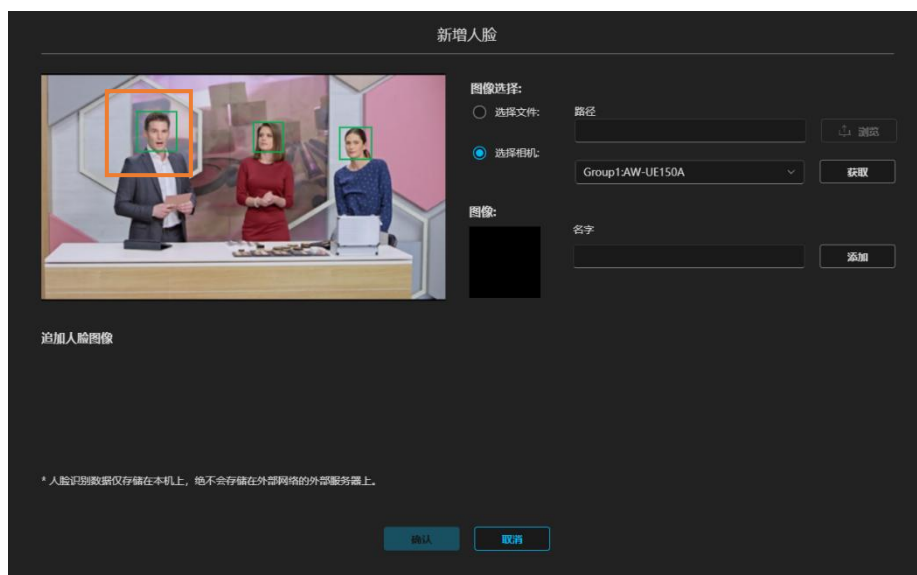 新增人脸
图像选择:
选择文件:
路径
浏览
选择相机:
Group1:AW-UE150A
获取
图像:
名字
添加
追加人脸图像
* 人脸识别数据仅存储在本机上，绝不会存储在外部网络的外部服务器上。
确认
取消